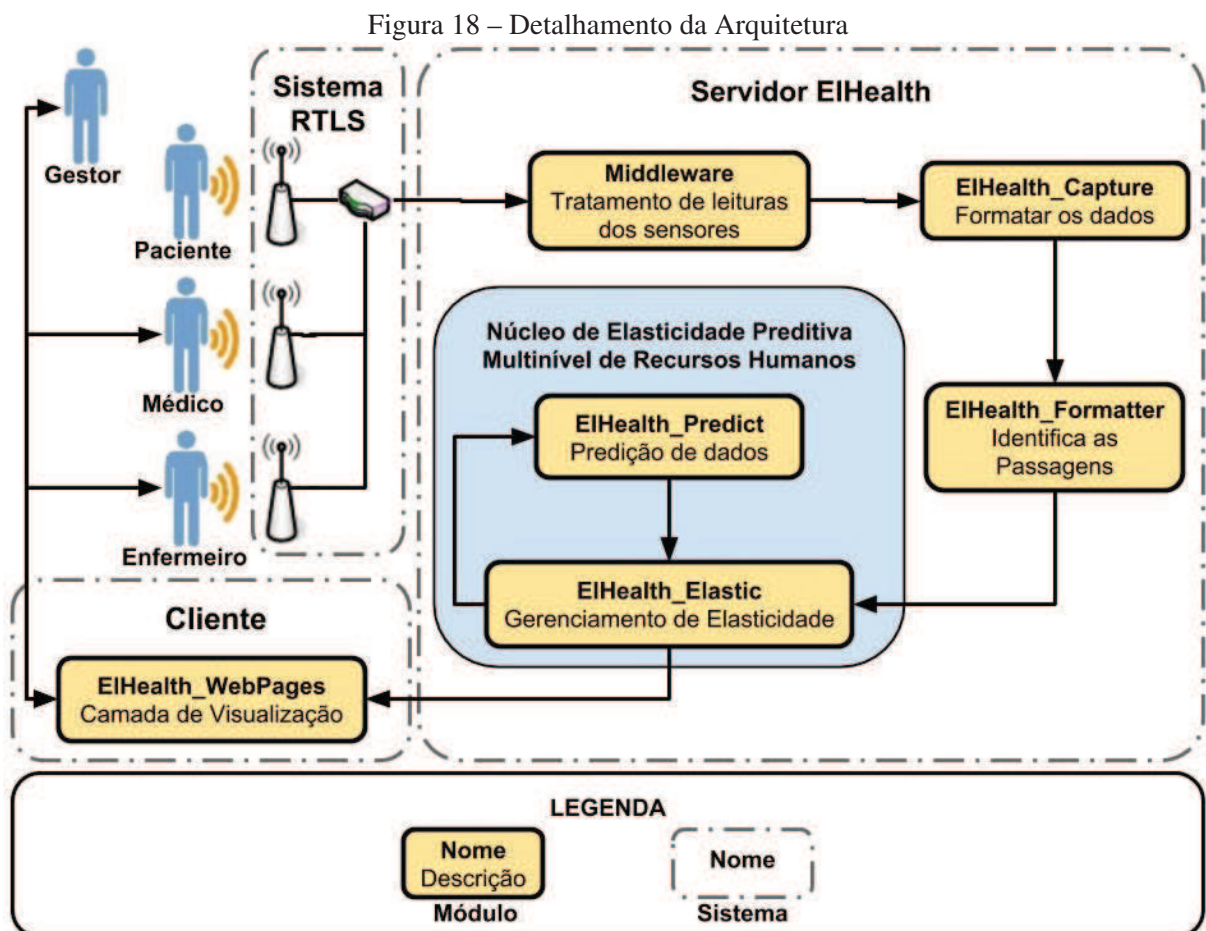 Figura 18 – Detalhamento da Arquitetura
Gestor
Paciente
Médico
Enfermeiro
Sistema
RTLS
Servidor ElHealth
Middleware
Tratamento de leituras
dos sensores
ElHealth_Capture
Formatar os dados
ElHealth_Formatter
Identifica as
Passagens
Núcleo de Elasticidade Preditiva
Multinível de Recursos Humanos
ElHealth_Predict
Predição de dados
ElHealth_Elastic
Gerenciamento de Elasticidade
Cliente
ElHealth_WebPages
Camada de Visualização
LEGENDA
Nome
Descrição
Módulo
Nome
Sistema